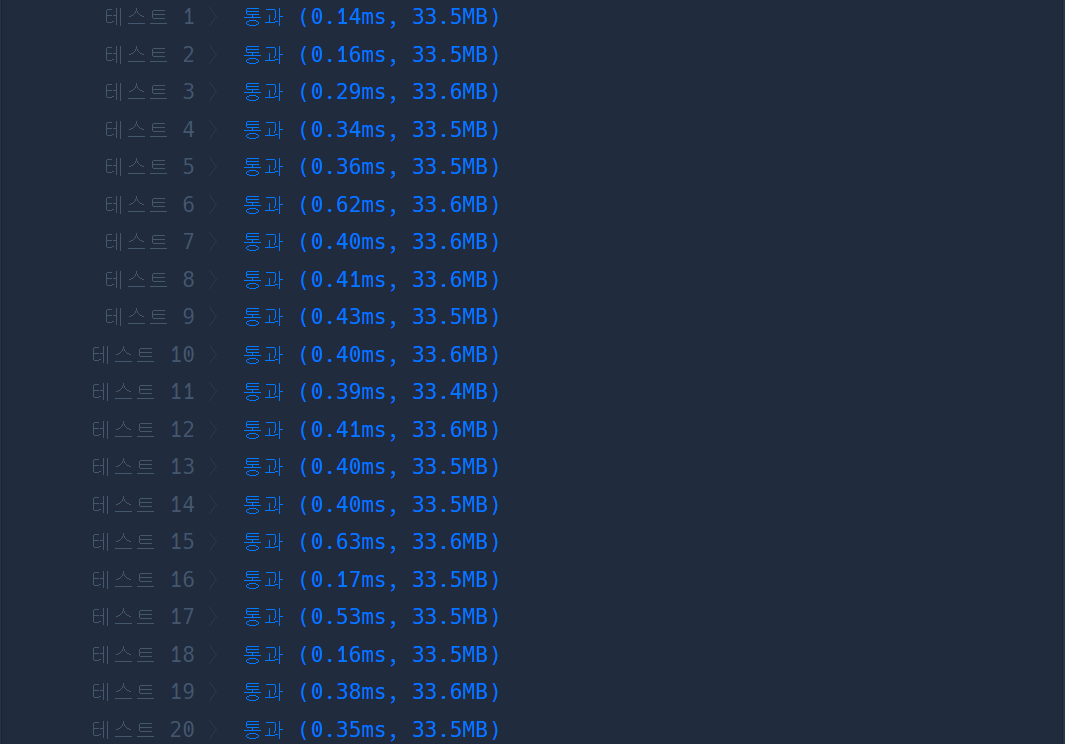 테스트 1 〉 통과 (0.14ms, 33.5MB)
테스트 2 〉 통과 (0.16ms, 33.5MB)
테스트 3 〉 통과 (0.29ms, 33.6MB)
테스트 4 〉 통과 (0.34ms, 33.5MB)
테스트 5 〉 통과 (0.36ms, 33.5MB)
테스트 6 〉 통과 (0.62ms, 33.6MB)
테스트 7 〉 통과 (0.40ms, 33.6MB)
테스트 8 〉 통과 (0.41ms, 33.6MB)
테스트 9 〉 통과 (0.43ms, 33.5MB)
테스트 10 〉 통과 (0.40ms, 33.6MB)
테스트 11 〉 통과 (0.39ms, 33.4MB)
테스트 12 〉 통과 (0.41ms, 33.6MB)
테스트 13 〉 통과 (0.40ms, 33.5MB)
테스트 14 〉 통과 (0.40ms, 33.5MB)
테스트 15 〉 통과 (0.63ms, 33.6MB)
테스트 16 〉 통과 (0.17ms, 33.5MB)
테스트 17 〉 통과 (0.53ms, 33.5MB)
테스트 18 〉 통과 (0.16ms, 33.5MB)
테스트 19 〉 통과 (0.38ms, 33.6MB)
테스트 20 〉 통과 (0.35ms, 33.5MB)